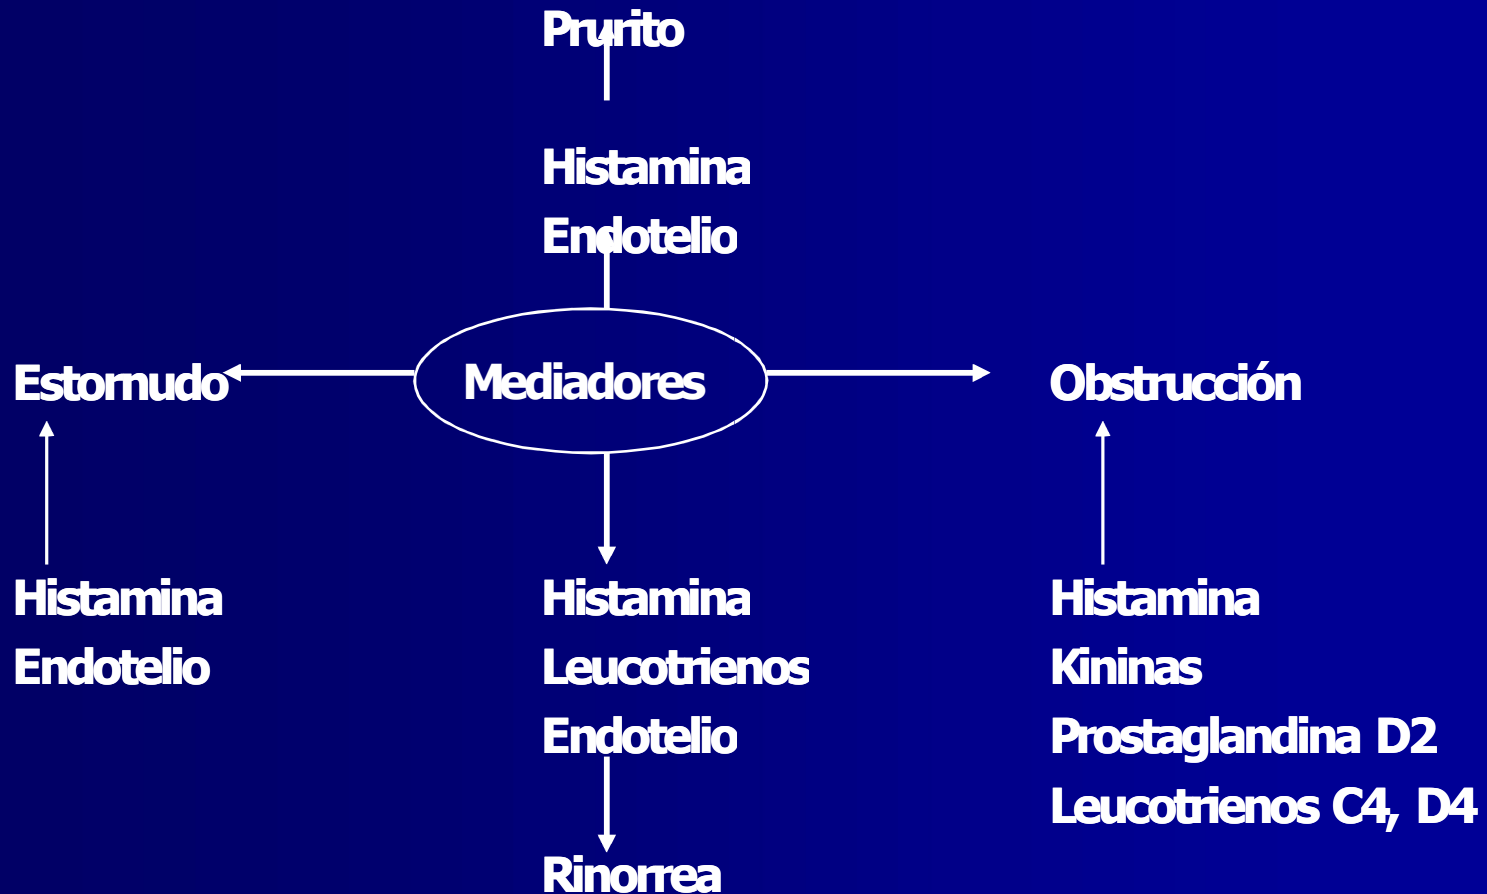 Prurito
Histamina
Endotelio
Estornudo
Mediadores
Obstrucción
Histamina
Endotelio
Histamina
Leucotrienos
Endotelio
Rinorrea
Histamina
Kininas
Prostaglandina D2
Leucotrienos C4, D4